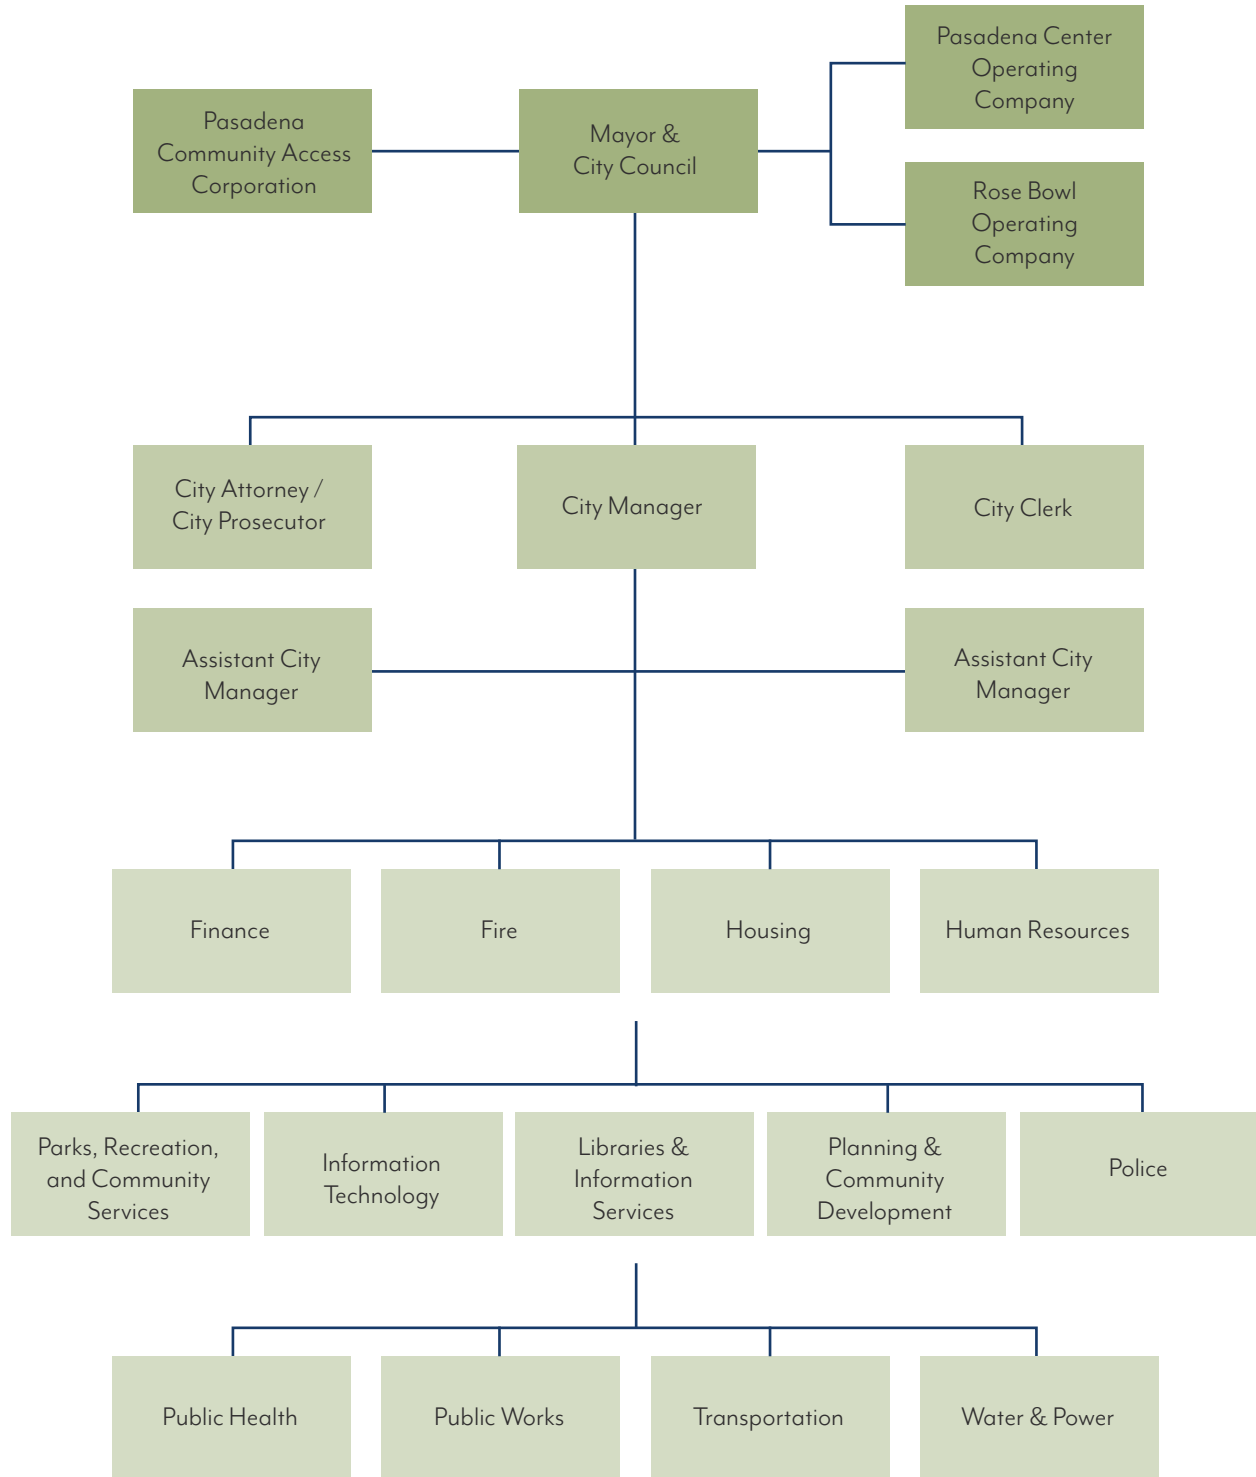 Pasadena Center
Operating
Company
Pasadena
Community Access
Corporation
Mayor &
City Council
Rose Bowl
Operating
Company
City Attorney /
City Prosecutor
City Manager
City Clerk
Assistant City
Manager
Assistant City
Manager
Finance
Fire
Housing
Human Resources
Parks, Recreation,
and Community
Services
Information
Technology
Libraries &
Information
Services
Planning &
Community
Development
Police
Public Health
Public Works
Transportation
Water & Power